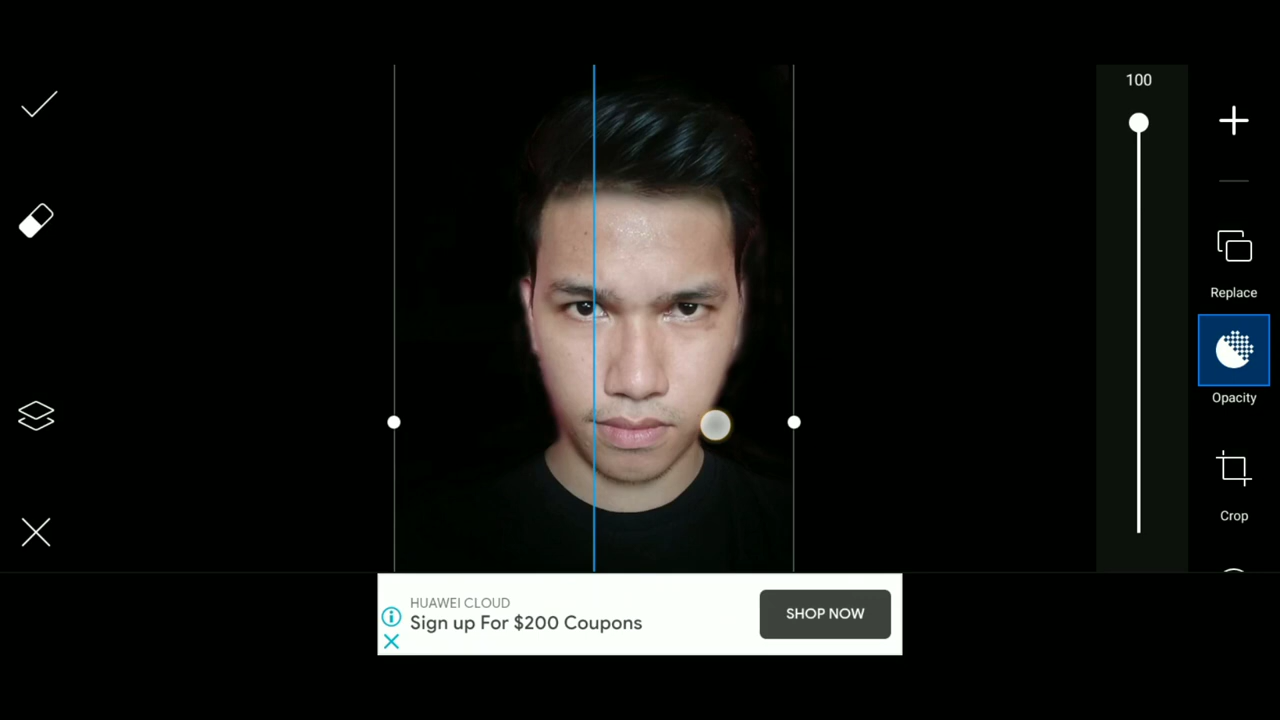 100
Replace
Opacity
Crop
HUAWEI CLOUD
Sign up For $200 Coupons
SHOP NOW